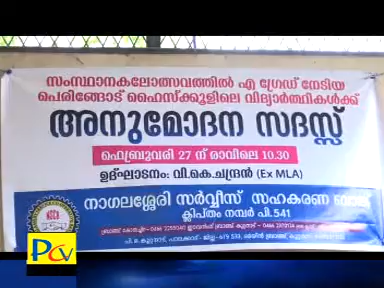 സംസ്ഥാനകലോത്സവത്തിൽ എ ഗ്രേഡ് നേടിയ
പെരിങ്ങോട് ഹൈസ്ക്കൂളിലെ വിദ്യാർത്ഥികൾക്ക്
അനുമോദന സദസ്സ്
ഫെബ്രുവരി 27 ന് രാവിലെ 10.30
ഉദ്ഘാടനം: വി.കെ.ചന്ദ്രൻ (Ex MLA)
നാഗലശ്ശേരി സർവ്വീസ് സഹകരണ ബാങ്ക്
ക്ലിപ്തം നമ്പർ പി.541
PCV